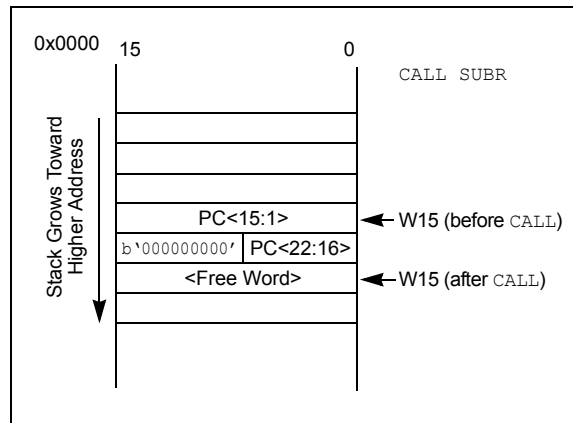 0x0000 15 0
CALL SUBR
Stack Grows Toward
Higher Address
PC<15:1> W15 (before CALL)
b‘000000000’ PC<22:16>
<Free Word> W15 (after CALL)